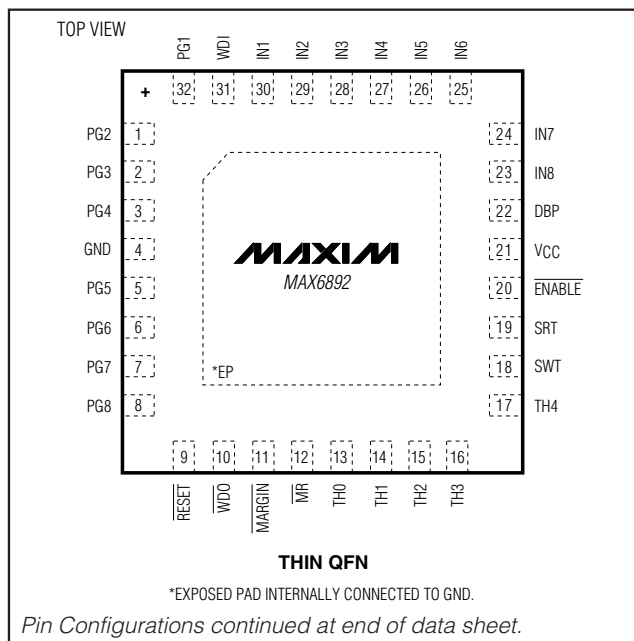 TOP VIEW
PG1 WDI IN1 IN2 IN3 IN4 IN5 IN6
+ 32 31 30 29 28 27 26 25
PG2 1 24 IN7
PG3 2 23 IN8
PG4 3 22 DBP
GND 4 21 VCC
MAXIM
MAX6892
PG5 5 20 ENABLE
PG6 6 19 SRT
PG7 7 18 SWT
*EP
PG8 8 17 TH4
9 10 11 12 13 14 15 16
RESET WDO MARGIN MR TH0 TH1 TH2 TH3
THIN QFN
*EXPOSED PAD INTERNALLY CONNECTED TO GND.
Pin Configurations continued at end of data sheet.